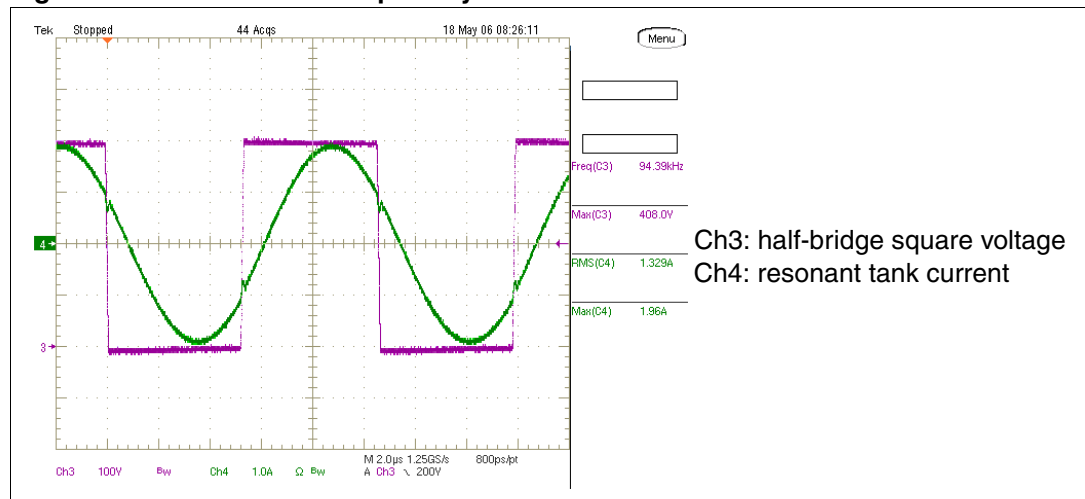 Tek Stopped 44 Acqs 18 May 06 08:26:11
Menu
Freq(C3) 94.39kHz
Max(C3) 408.0V
Ch3: half-bridge square voltage
4
RMS(C4) 1.329A
Ch4: resonant tank current
Max(C4) 1.96A
3
M 2.0µs 1.25GS/s 800ps/pt
Ch3 100V Bw Ch4 1.0A Ω Bw A Ch3 \ 200V